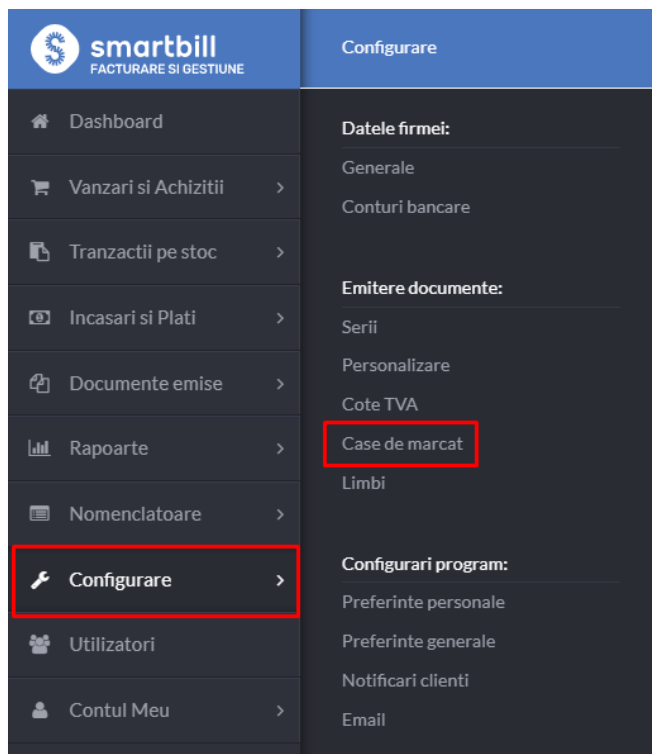 smartbill
FACTURARE SI GESTIUNE
Dashboard
Vanzari si Achizitii
Tranzactii pe stoc
Incasari si Plati
Documente emise
Rapoarte
Nomenclatoare
Configurare
Utilizatori
Contul Meu
Configurare
Datele firmei:
Generale
Conturi bancare
Emitere documente:
Serii
Personalizare
Cote TVA
Case de marcat
Limbi
Configurari program:
Preferinte personale
Preferinte generale
Notificari clienti
Email